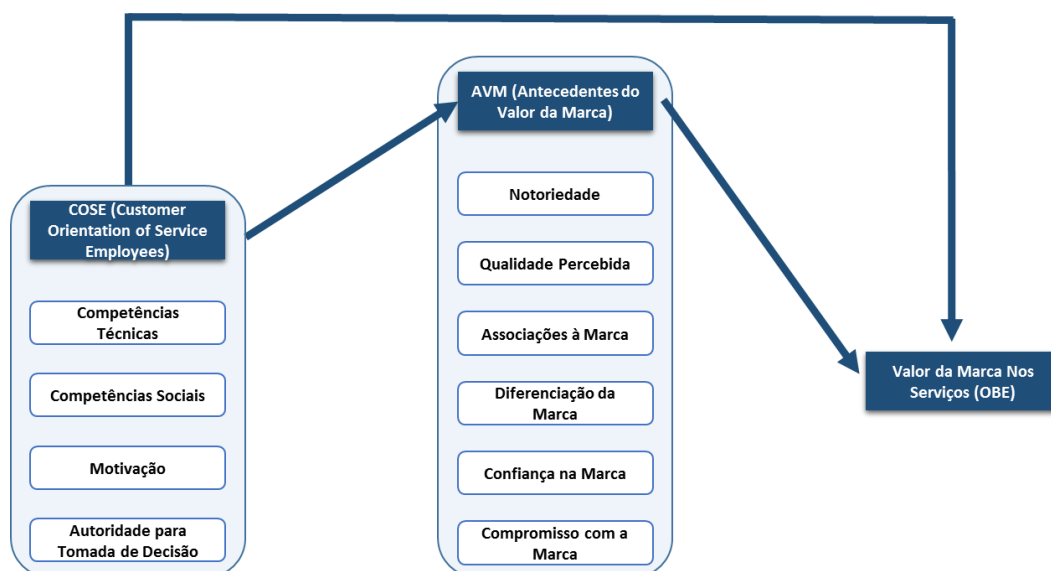 COSE (Customer
Orientation of Service
Employees)
Competências
Técnicas
Competências Sociais
Motivação
Autoridade para
Tomada de Decisão
AVM (Antecedentes do
Valor da Marca)
Notoriedade
Qualidade Percebida
Associações à Marca
Diferenciação da
Marca
Confiança na Marca
Compromisso com a
Marca
Valor da Marca Nos
Serviços (OBE)